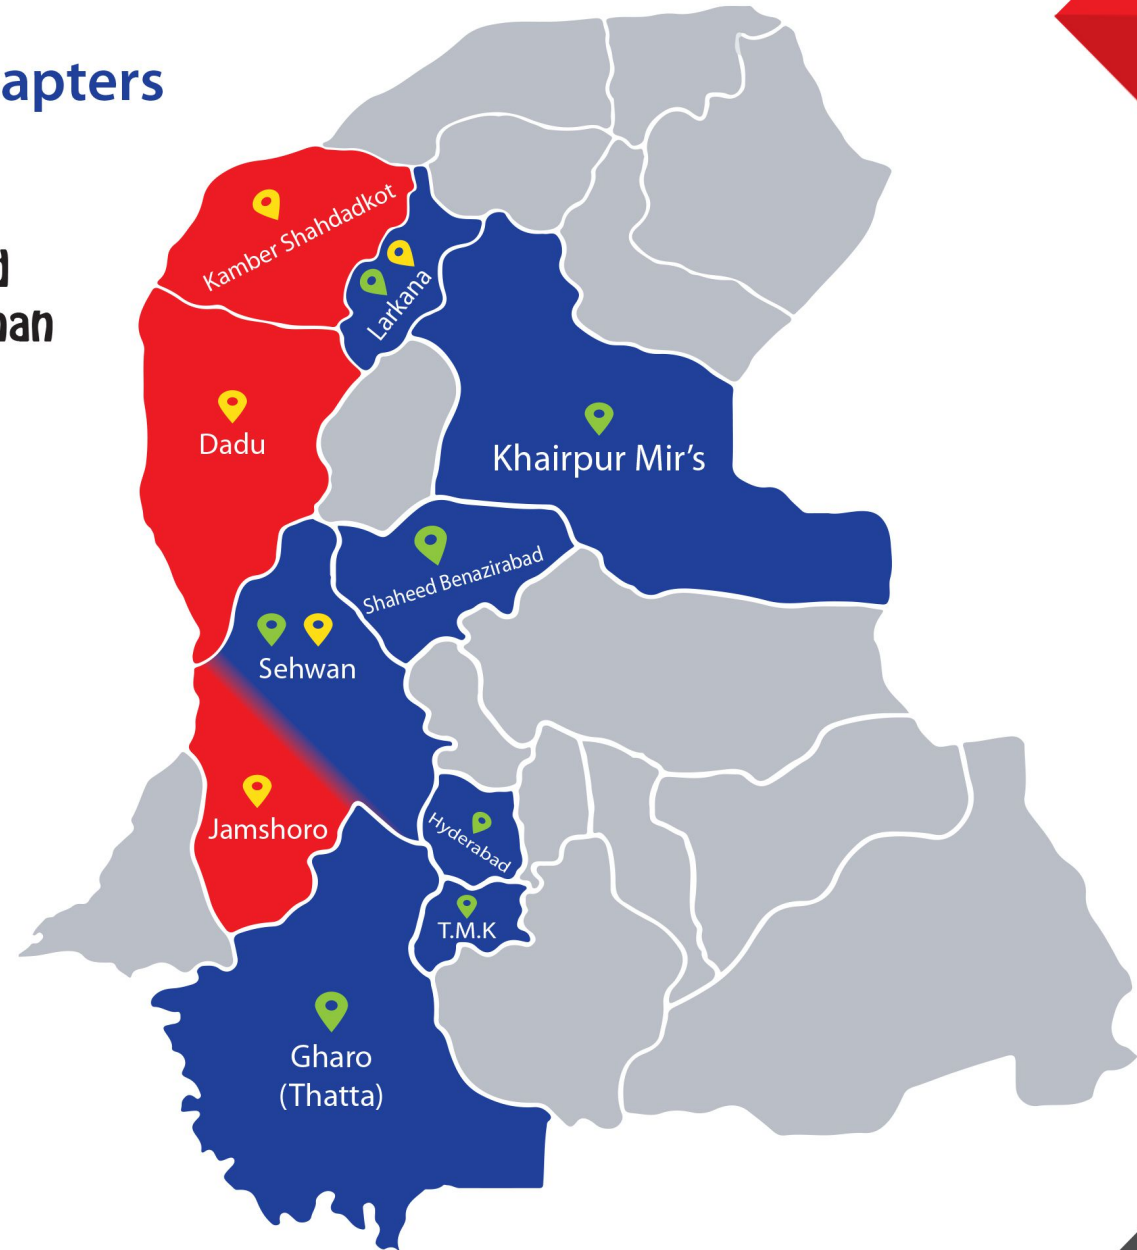 apters
Kamber Shahdadkot
Larkana
Dadu
Khairpur Mir's
Shaheed Benazirabad
Sehwan
Jamshoro
Hyderabad
T.M.K
Gharo
(Thatta)